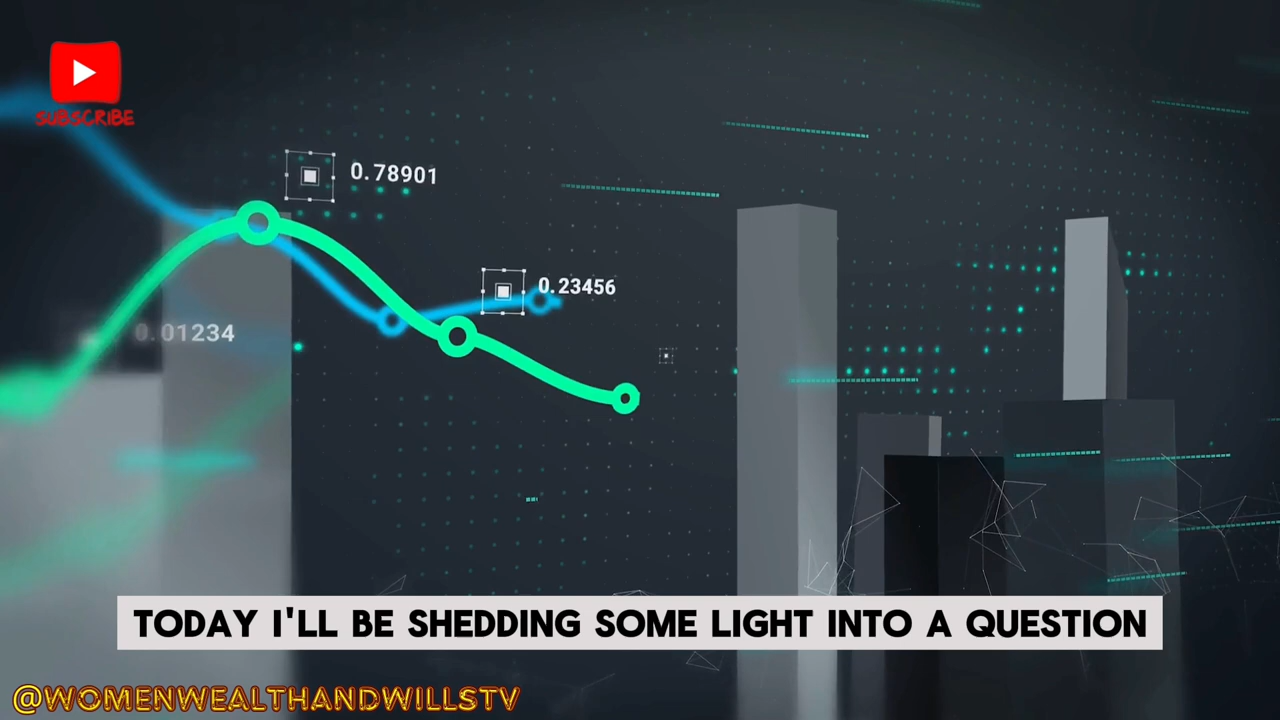 SUBSCRIBE
0.78901
0.23456
0.01234
TODAY I'LL BE SHEDDING SOME LIGHT INTO A QUESTION
@WOMENWEALTHANDWILLSTV